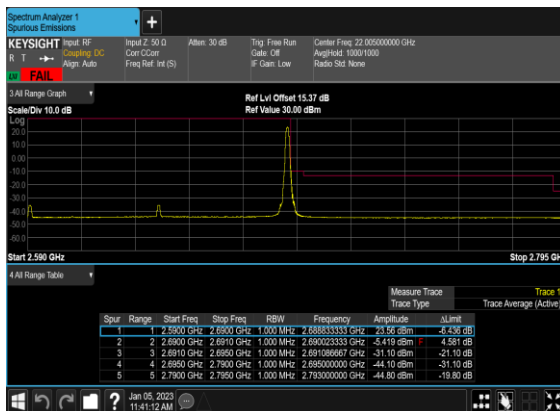 Spectrum Analyzer 1
Spurious Emissions
+
KEYSIGHT Input: RF Input Z: 50 Ω Atten: 30 dB Trig: Free Run Center Freq: 22.005000000 GHz
R T Coupling: DC Corr CCorr Gate: Off Avg|Hold: 1000/1000
Align: Auto Freq Ref: Int (S) IF Gain: Low Radio Std: None
FAIL
3 All Range Graph
Ref Lvl Offset 15.37 dB
Scale/Div 10.0 dB Ref Value 30.00 dBm
Log
20.0
10.0
0.00
-10.0
-20.0
-30.0
-40.0
-50.0
-60.0
Start 2.590 GHz Stop 2.795 GH
4 All Range Table
Measure Trace Trace 1
Trace Type Trace Average (Active)
Spur Range Start Freq Stop Freq RBW Frequency Amplitude ΔLimit
1 1 2.5900 GHz 2.6900 GHz 1.000 MHz 2.688833333 GHz 23.56 dBm -6.436 dB
2 2 2.6900 GHz 2.6910 GHz 1.000 MHz 2.690023333 GHz -5.419 dBm F 4.581 dB
3 3 2.6910 GHz 2.6950 GHz 1.000 MHz 2.691086667 GHz -31.10 dBm -21.10 dB
4 4 2.6950 GHz 2.7900 GHz 1.000 MHz 2.695000000 GHz -44.10 dBm -31.10 dB
5 5 2.7900 GHz 2.7950 GHz 1.000 MHz 2.793000000 GHz -44.80 dBm -19.80 dB
?
Jan 05, 2023
11:41:12 AM